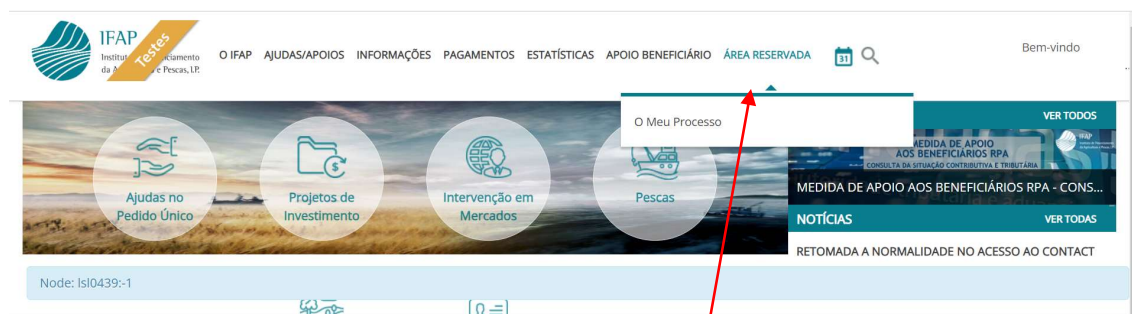 IFAP
Testes
da A e Pescas, I.P.
O IFAP AJUDAS/APOIOS INFORMAÇÕES PAGAMENTOS ESTATÍSTICAS APOIO BENEFICIÁRIO ÁREA RESERVADA
31
Bem-vindo
O Meu Processo
VER TODOS
MEDIDA DE APOIO
AOS BENEFICIÁRIOS RPA
CONSULTA DA SITUAÇÃO CONTRIBUTIVA E TRIBUTÁRIA
IFAP
MEDIDA DE APOIO AOS BENEFICIÁRIOS RPA - CONS...
Ajudas no
Pedido Único
Projetos de
Investimento
Intervenção em
Mercados
Pescas
NOTÍCIAS
VER TODAS
RETOMADA A NORMALIDADE NO ACESSO AO CONTACT
Node: lsl0439:-1